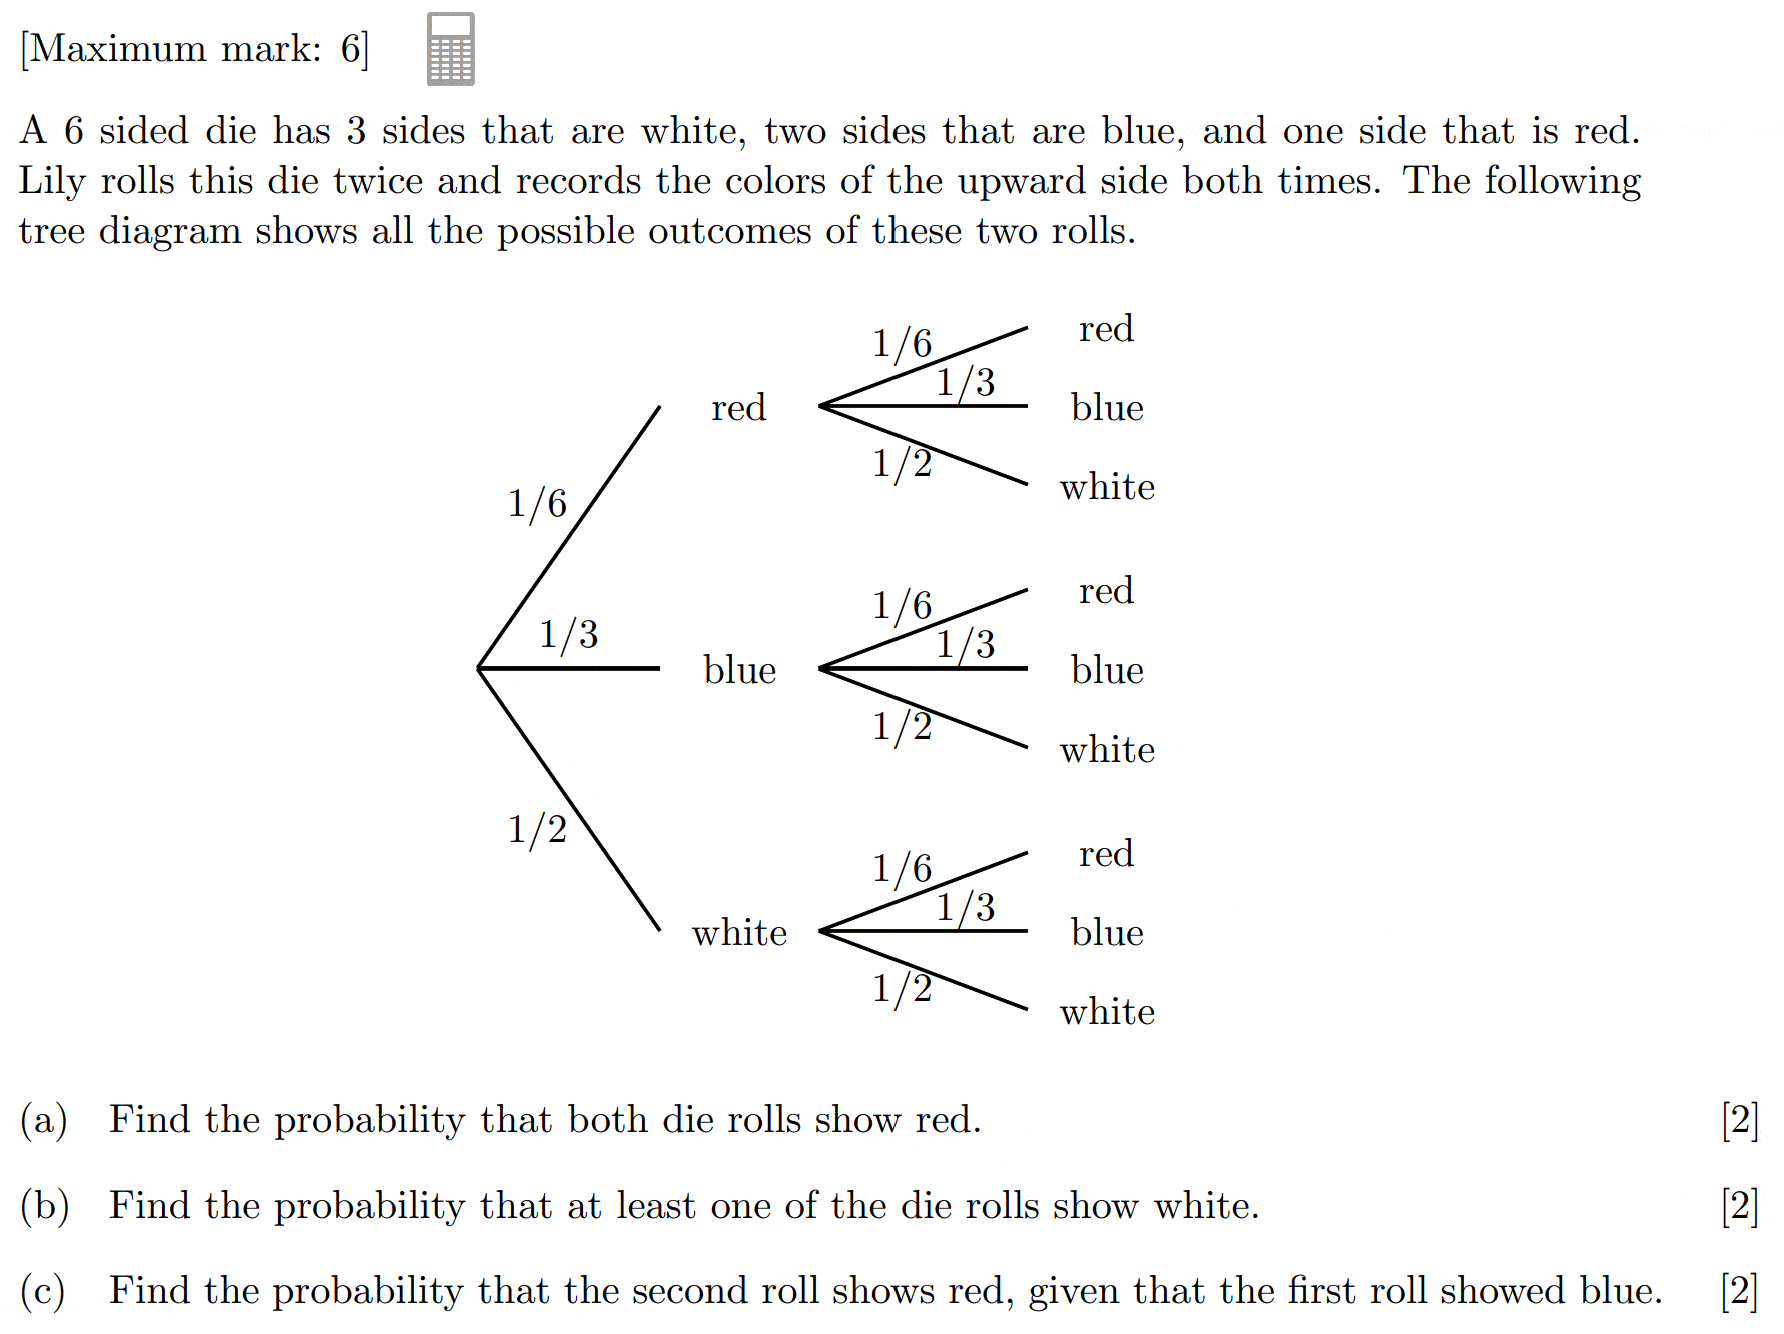 [Maximum mark: 6]
A 6 sided die has 3 sides that are white, two sides that are blue, and one side that is red.
Lily rolls this die twice and records the colors of the upward side both times. The following
tree diagram shows all the possible outcomes of these two rolls.
1/6 red
1/3
red blue
1/2
white
1/6
1/6 red
1/3 1/3
blue blue
1/2
white
1/2
1/6 red
1/3
white blue
1/2
white
(a) Find the probability that both die rolls show red. [2]
(b) Find the probability that at least one of the die rolls show white. [2]
(c) Find the probability that the second roll shows red, given that the first roll showed blue. [2]